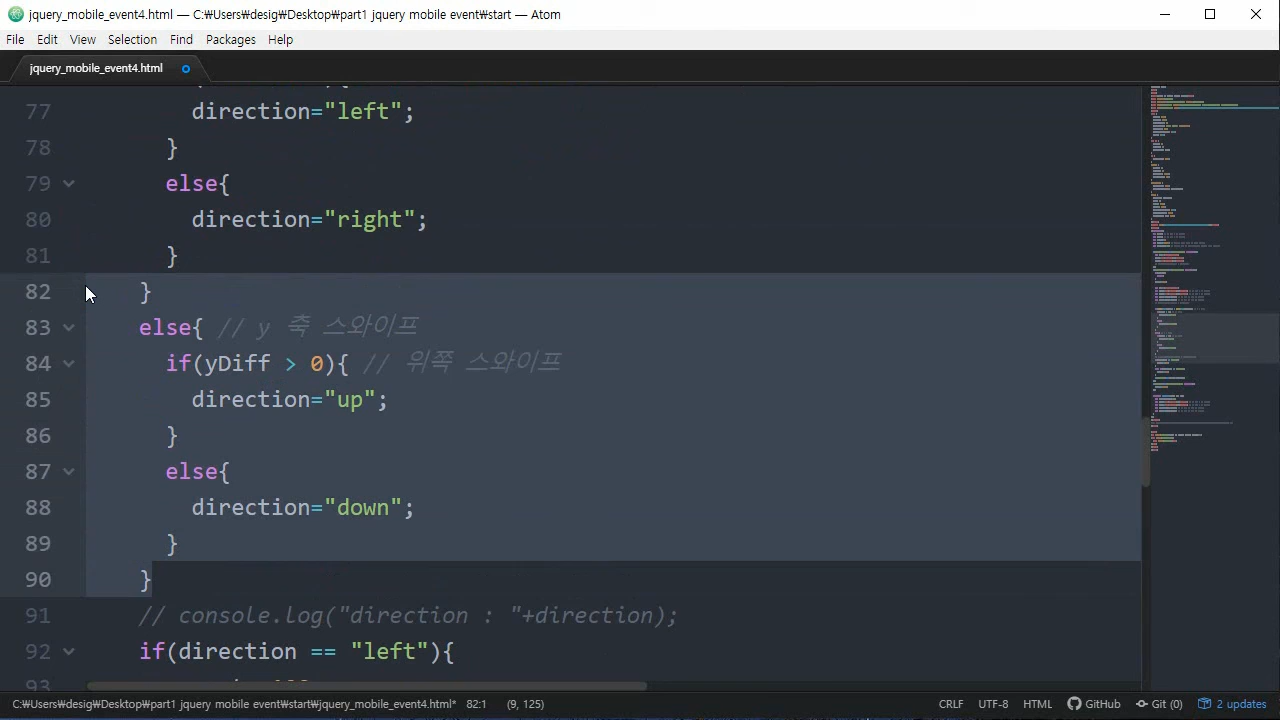 jquery_mobile_event4.html — C:₩Users₩desig₩Desktop₩part1 jquery mobile event₩start — Atom
File Edit View Selection Find Packages Help
jquery_mobile_event4.html
77 direction="left";
78 }
79 else{
80 direction="right";
81 }
82 }
83 else{ // y 축 스와이프
84 if(yDiff > 0){ 위쪽 스와이프
85 direction="up";
86 }
87 else{
88 direction="down";
89 }
90 }
91 // console.log("direction : "+direction);
92 if(direction == "left"){
93
C:₩Users₩desig₩Desktop₩part1 jquery mobile event₩start₩jquery_mobile_event4.html* 82:1 (9, 125) CRLF UTF-8 HTML GitHub Git (0) 2 updates